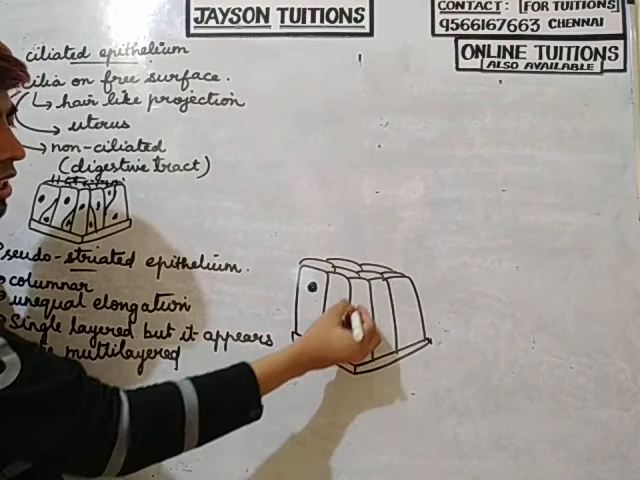 JAYSON TUITIONS
CONTACT: FOR TUITIONS
9566167663 CHENNAI
ONLINE TUITIONS
ALSO AVAILABLE
ciliated epithelium
cilia on free surface.
hair like projection
uterus
non-ciliated
(digestive tract)
Pseudo-striated epithelium.
columnar
unequal elongation
single layered but it appears
multilayered